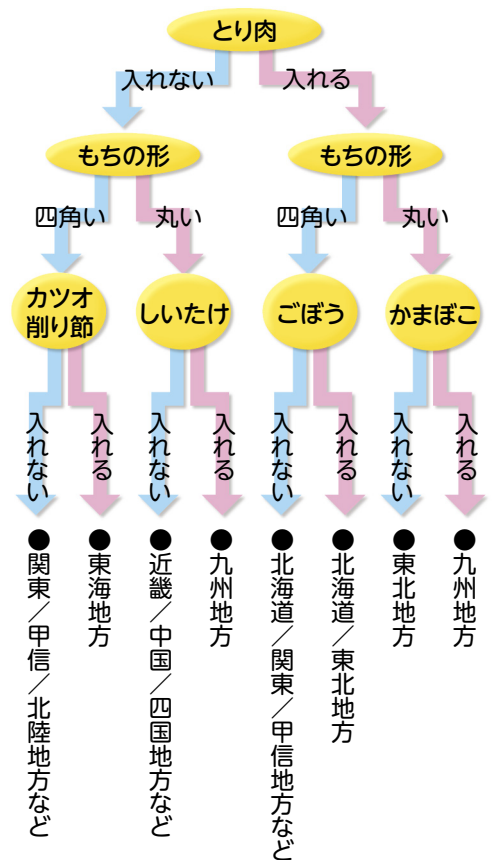 とり肉
入れない
入れる
もちの形
もちの形
四角い
丸い
四角い
丸い
カツオ
削り節
しいたけ
ごぼう
かまぼこ
入れない
入れる
入れない
入れる
入れない
入れる
入れない
入れる
●関東／甲信／北陸地方など
●東海地方
●近畿／中国／四国地方など
●九州地方
●北海道／関東／甲信地方など
●北海道／東北地方
●東北地方
●九州地方